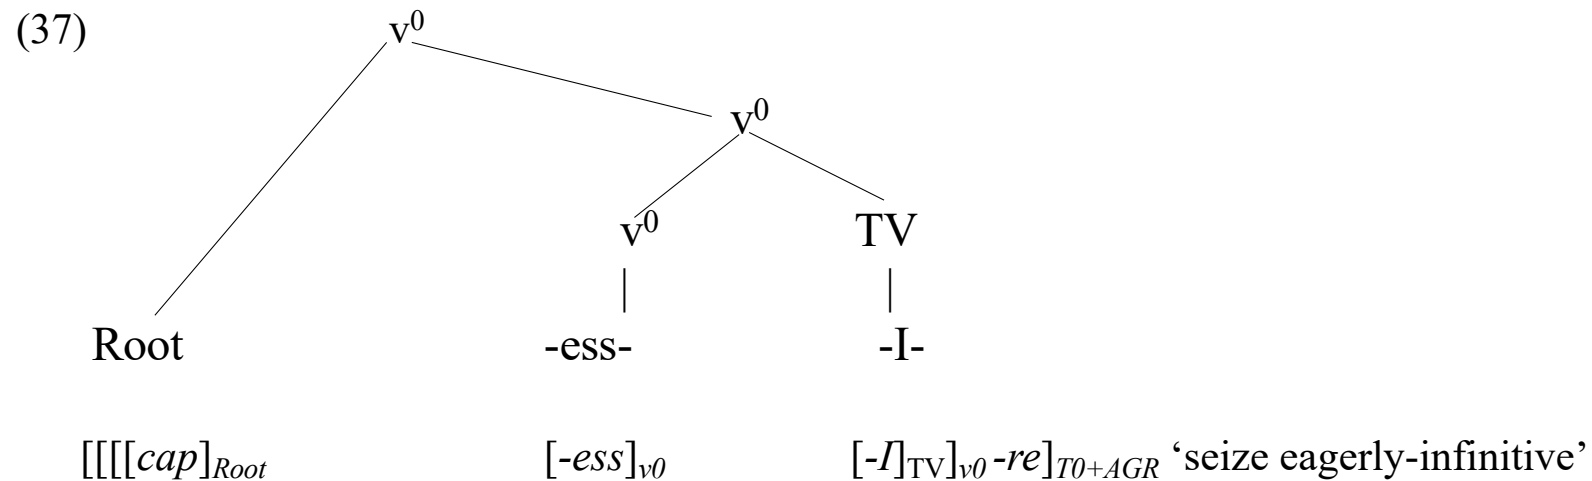 (37) v⁰
v⁰
v⁰ TV
Root -ess- -I-
[[[[cap]Root [-ess]v0 [-I]TV]v0 -re]T0+AGR ‘seize eagerly-infinitive’